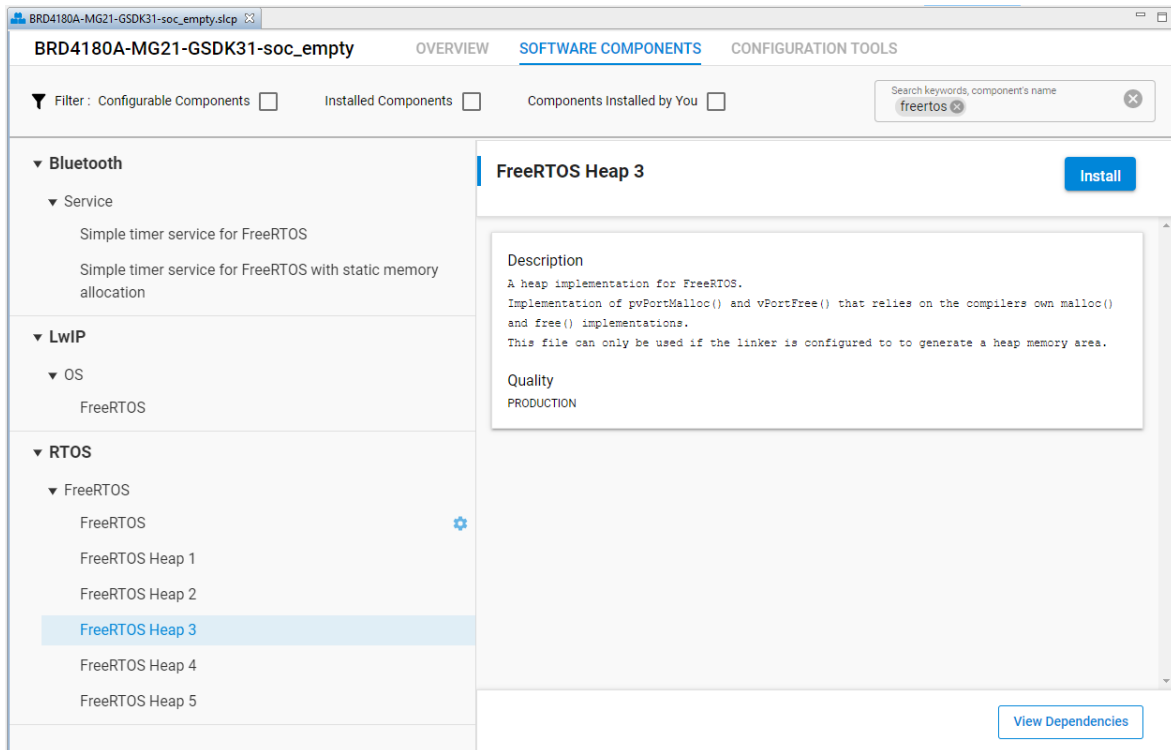 BRD4180A-MG21-GSDK31-soc_empty.slcp
BRD4180A-MG21-GSDK31-soc_empty
OVERVIEW
SOFTWARE COMPONENTS
CONFIGURATION TOOLS
Filter : Configurable Components
Installed Components
Components Installed by You
Search keywords, component's name
freertos
Bluetooth
Service
Simple timer service for FreeRTOS
Simple timer service for FreeRTOS with static memory
allocation
LwIP
OS
FreeRTOS
RTOS
FreeRTOS
FreeRTOS
FreeRTOS Heap 1
FreeRTOS Heap 2
FreeRTOS Heap 3
FreeRTOS Heap 4
FreeRTOS Heap 5
FreeRTOS Heap 3
Install
Description
A heap implementation for FreeRTOS.
Implementation of pvPortMalloc() and vPortFree() that relies on the compilers own malloc()
and free() implementations.
This file can only be used if the linker is configured to to generate a heap memory area.
Quality
PRODUCTION
View Dependencies